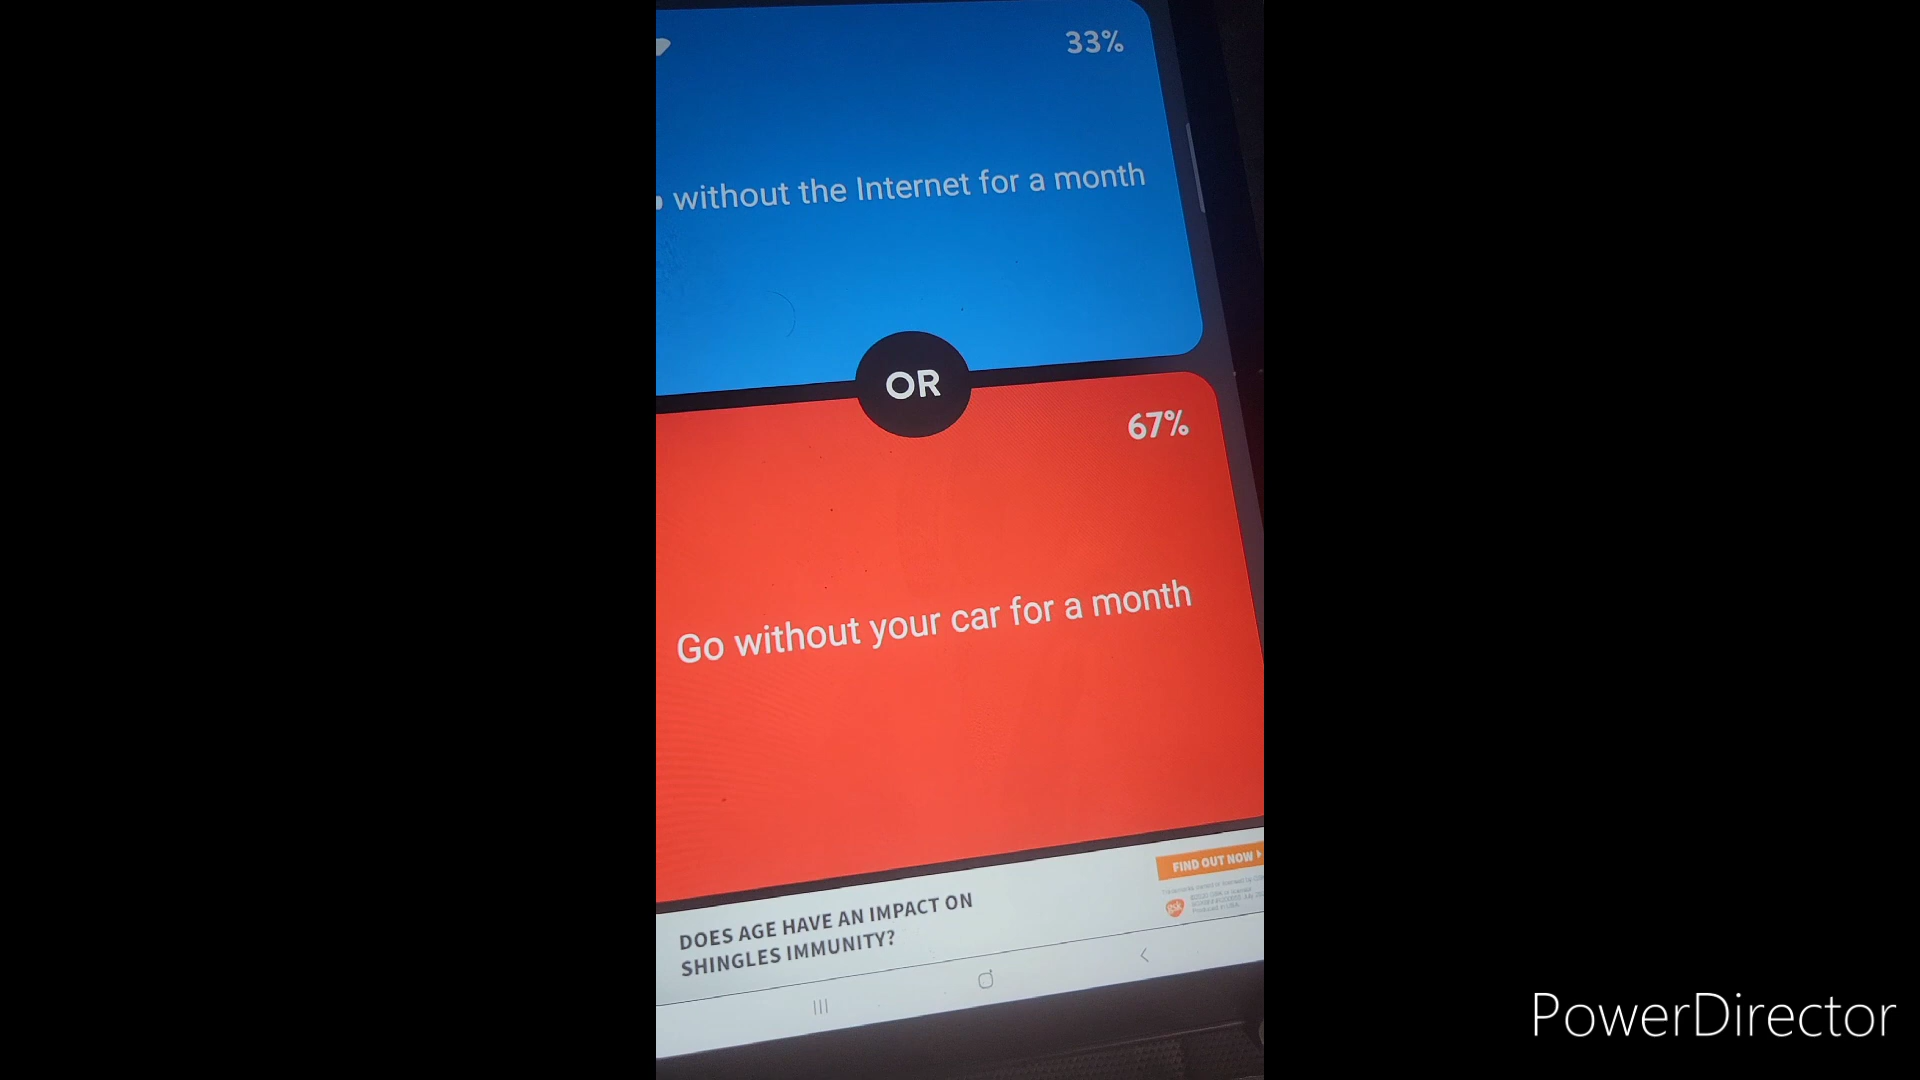 33%
without the Internet for a month
OR
67%
Go without your car for a month
FIND OUT NOW
DOES AGE HAVE AN IMPACT ON
SHINGLES IMMUNITY?
gsk
PowerDirector